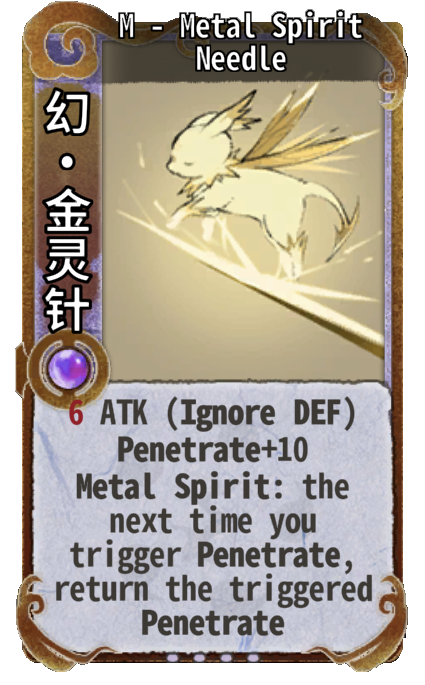 M - Metal Spirit
Needle
幻·金灵针
6 ATK (Ignore DEF)
Penetrate+10
Metal Spirit: the
next time you
trigger Penetrate,
return the triggered
Penetrate